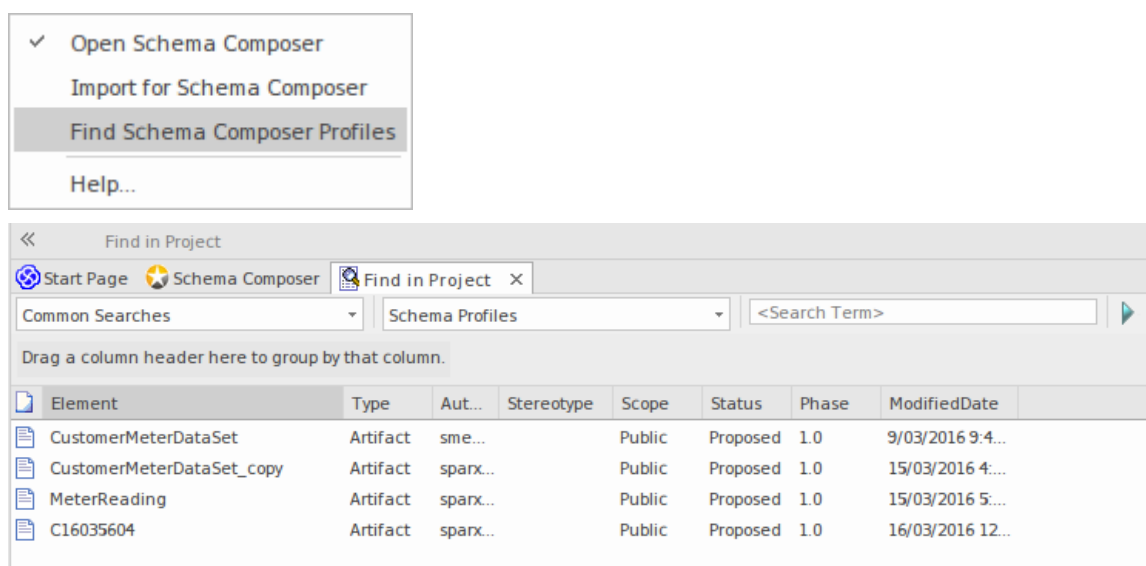 Open Schema Composer
Import for Schema Composer
Find Schema Composer Profiles
Help...
Find in Project
Start Page Schema Composer Find in Project
Common Searches Schema Profiles <Search Term>
Drag a column header here to group by that column.
Element Type Aut... Stereotype Scope Status Phase ModifiedDate
CustomerMeterDataSet Artifact sme... Public Proposed 1.0 9/03/2016 9:4...
CustomerMeterDataSet_copy Artifact sparx... Public Proposed 1.0 15/03/2016 4:...
MeterReading Artifact sparx... Public Proposed 1.0 15/03/2016 5:...
C16035604 Artifact sparx... Public Proposed 1.0 16/03/2016 12...